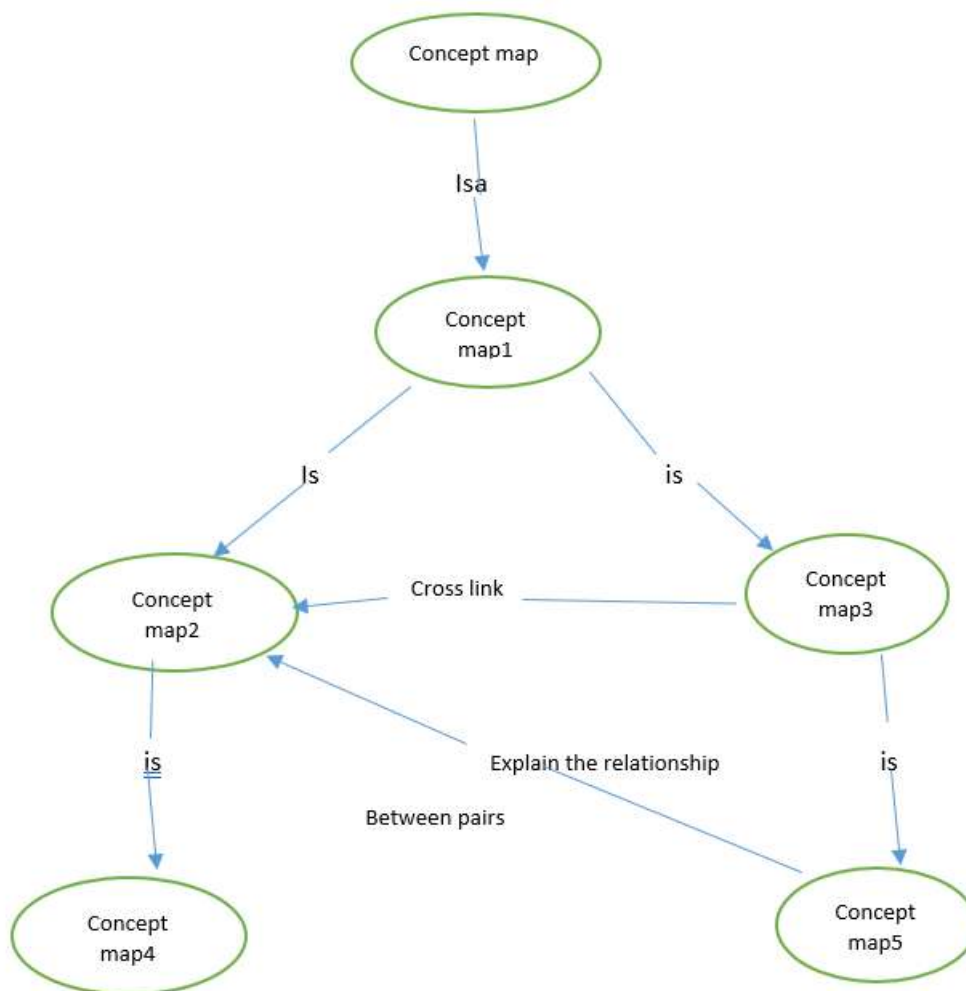 Concept map
Isa
Concept
map1
Is
is
Cross link
Concept
map2
Concept
map3
is
Explain the relationship
is
Between pairs
Concept
map4
Concept
map5